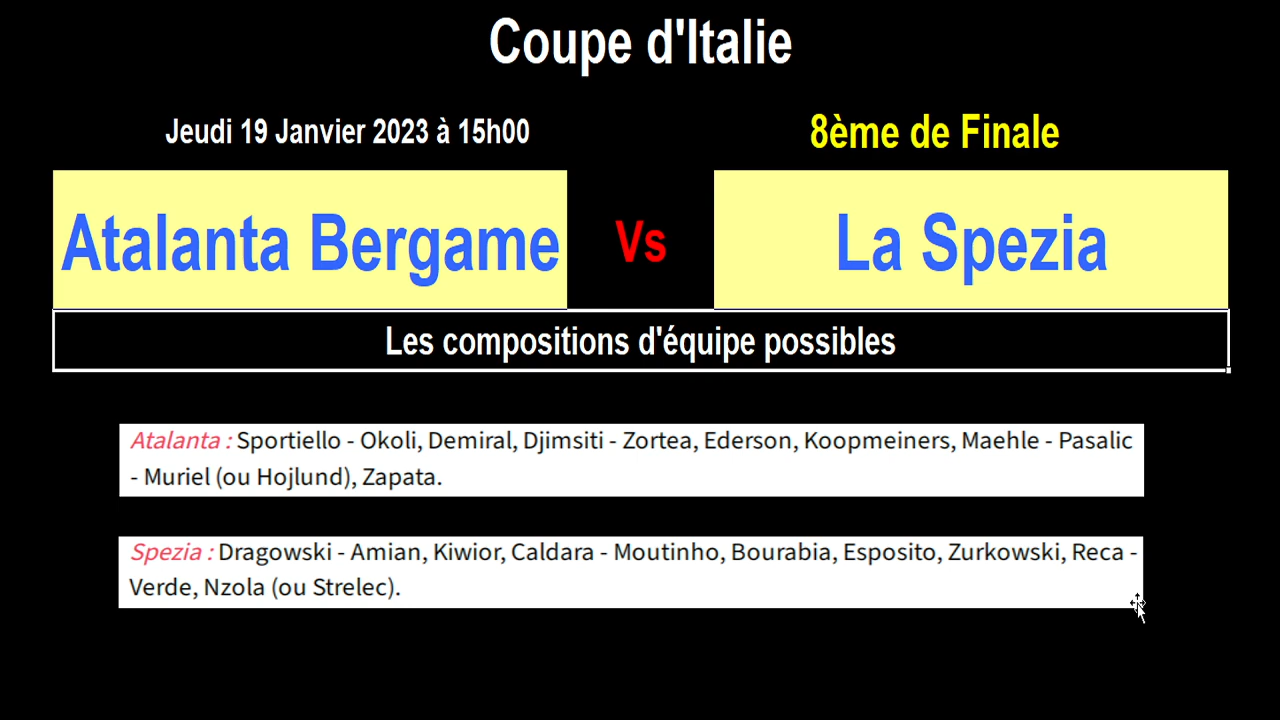 Coupe d'Italie
Jeudi 19 Janvier 2023 à 15h00
8ème de Finale
Atalanta Bergame
Vs
La Spezia
Les compositions d'équipe possibles
Atalanta : Sportiello - Okoli, Demiral, Djimsiti - Zortea, Ederson, Koopmeiners, Maehle - Pasalic
- Muriel (ou Hojlund), Zapata.
Spezia : Dragowski - Amian, Kiwior, Caldara - Moutinho, Bourabia, Esposito, Zurkowski, Reca -
Verde, Nzola (ou Strelec).